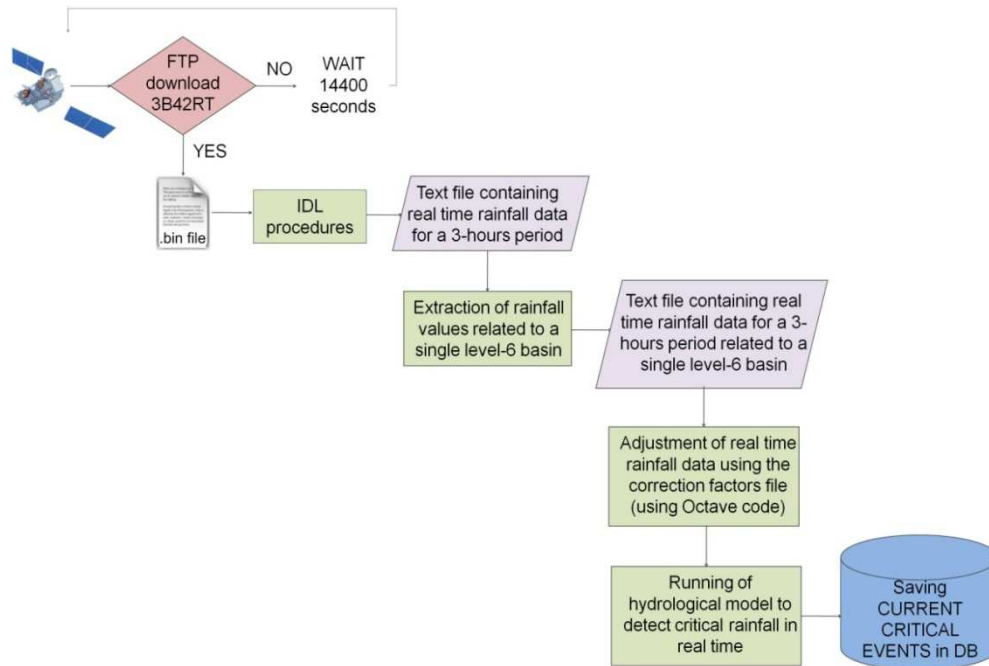 FTP
download
3B42RT
NO
WAIT
14400
seconds
YES
.bin file
IDL
procedures
Text file containing
real time rainfall data
for a 3-hours period
Extraction of rainfall
values related to a
single level-6 basin
Text file containing real
time rainfall data for a 3-
hours period related to a
single level-6 basin
Adjustment of real time
rainfall data using the
correction factors file
(using Octave code)
Running of
hydrological model to
detect critical rainfall in
real time
Saving
CURRENT
CRITICAL
EVENTS in DB